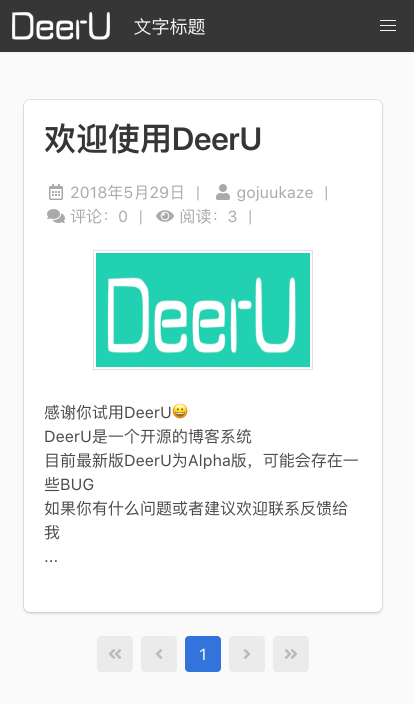 DeerU 文字标题
欢迎使用DeerU
2018年5月29日 | gojuukaze |
评论：0 | 阅读：3 |
DeerU
感谢你试用DeerU😀
DeerU是一个开源的博客系统
目前最新版DeerU为Alpha版，可能会存在一
些BUG
如果你有什么问题或者建议欢迎联系反馈给
我
...
« ‹ 1 › »